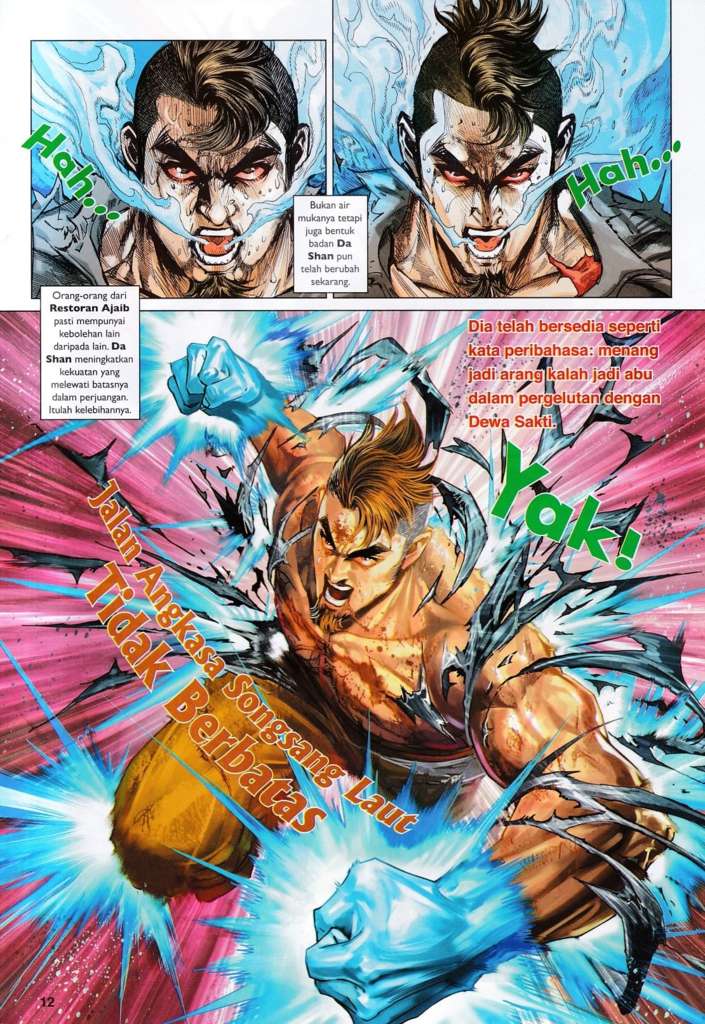 Hah...
Bukan air
mukanya tetapi
juga bentuk
badan Da
Shan pun
telah berubah
sekarang.
Hah...
Orang-orang dari
Restoran Ajaib
pasti mempunyai
kebolehan lain
daripada lain. Da
Shan meningkatkan
kekuatan yang
melewati batasnya
dalam perjuangan.
Itulah kelebihannya.
Dia telah bersedia seperti
kata peribahasa: menang
jadi arang kalah jadi abu
dalam pergelutan dengan
Dewa Sakti.
Yak!
Jalan Angkasa Songsang Laut
Tidak Berbatas
12